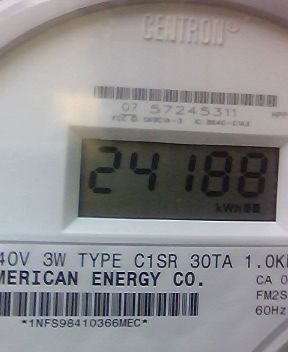 CENTRON
07 57245311
24188
kWh
40V 3W TYPE C1SR 30TA 1.0K
MERICAN ENERGY CO.
CA 0
FM2S
60Hz
*1NFS98410366MEC*